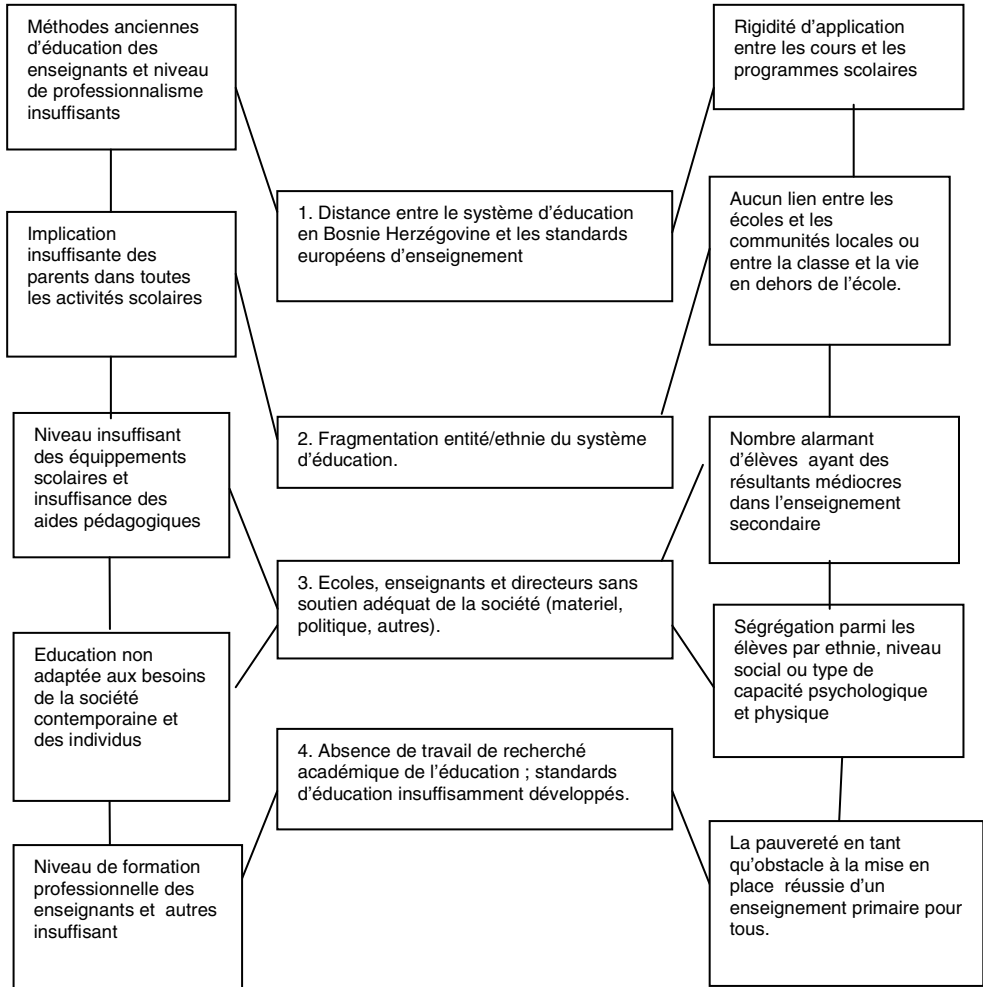 Méthodes anciennes
d'éducation des
enseignants et niveau
de professionnalisme
insuffisants
Rigidité d'application
entre les cours et les
programmes scolaires
1. Distance entre le système d'éducation
en Bosnie Herzégovine et les standards
européens d'enseignement
Implication
insuffisante des
parents dans toutes
les activités scolaires
Aucun lien entre les
écoles et les
communités locales ou
entre la classe et la vie
en dehors de l'école.
2. Fragmentation entité/ethnie du système
d'éducation.
Niveau insuffisant
des équippements
scolaires et
insuffisance des
aides pédagogiques
Nombre alarmant
d'élèves ayant des
résultants médiocres
dans l'enseignement
secondaire
3. Ecoles, enseignants et directeurs sans
soutien adéquat de la société (materiel,
politique, autres).
Education non
adaptée aux besoins
de la société
contemporaine et
des individus
Ségrégation parmi les
élèves par ethnie, niveau
social ou type de
capacité psychologique
et physique
4. Absence de travail de recherché
académique de l'éducation ; standards
d'éducation insuffisamment développés.
Niveau de formation
professionnelle des
enseignants et autres
insuffisant
La pauvereté en tant
qu'obstacle à la mise en
place réussie d'un
enseignement primaire pour
tous.